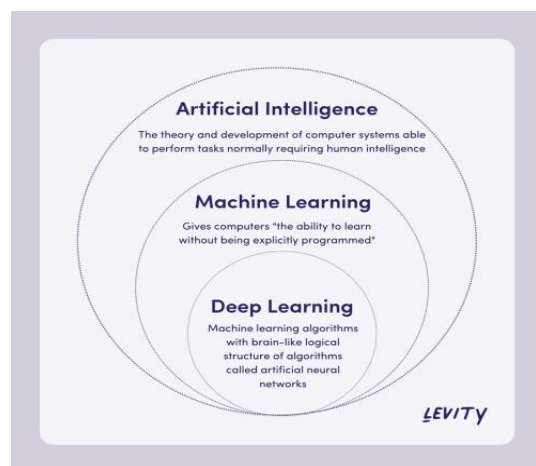 Artificial Intelligence
The theory and development of computer systems able
to perform tasks normally requiring human intelligence
Machine Learning
Gives computers "the ability to learn
without being explicitly programmed"
Deep Learning
Machine learning algorithms
with brain-like logical
structure of algorithms
called artificial neural
networks
LEVITY